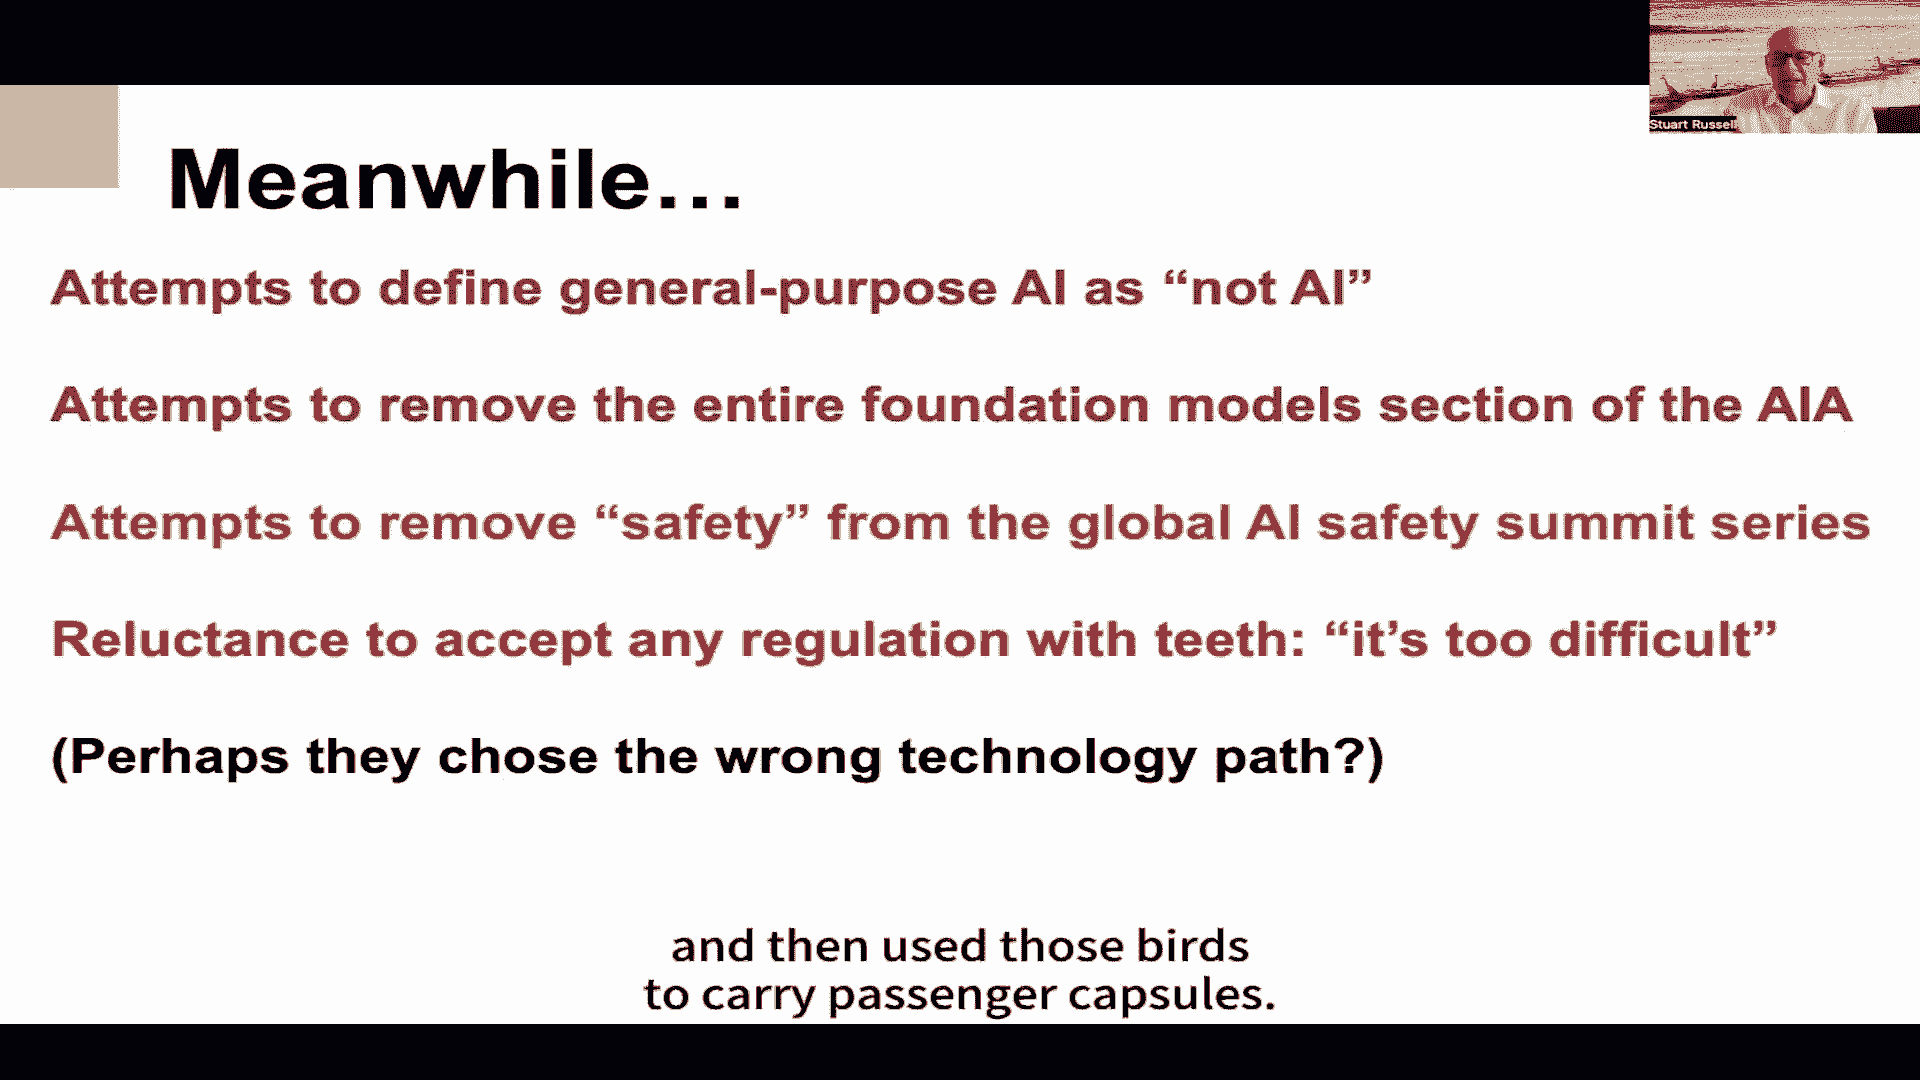 Stuart Russell
Meanwhile…
Attempts to define general-purpose AI as “not AI”
Attempts to remove the entire foundation models section of the AIA
Attempts to remove “safety” from the global AI safety summit series
Reluctance to accept any regulation with teeth: “it’s too difficult”
(Perhaps they chose the wrong technology path?)
and then used those birds
to carry passenger capsules.